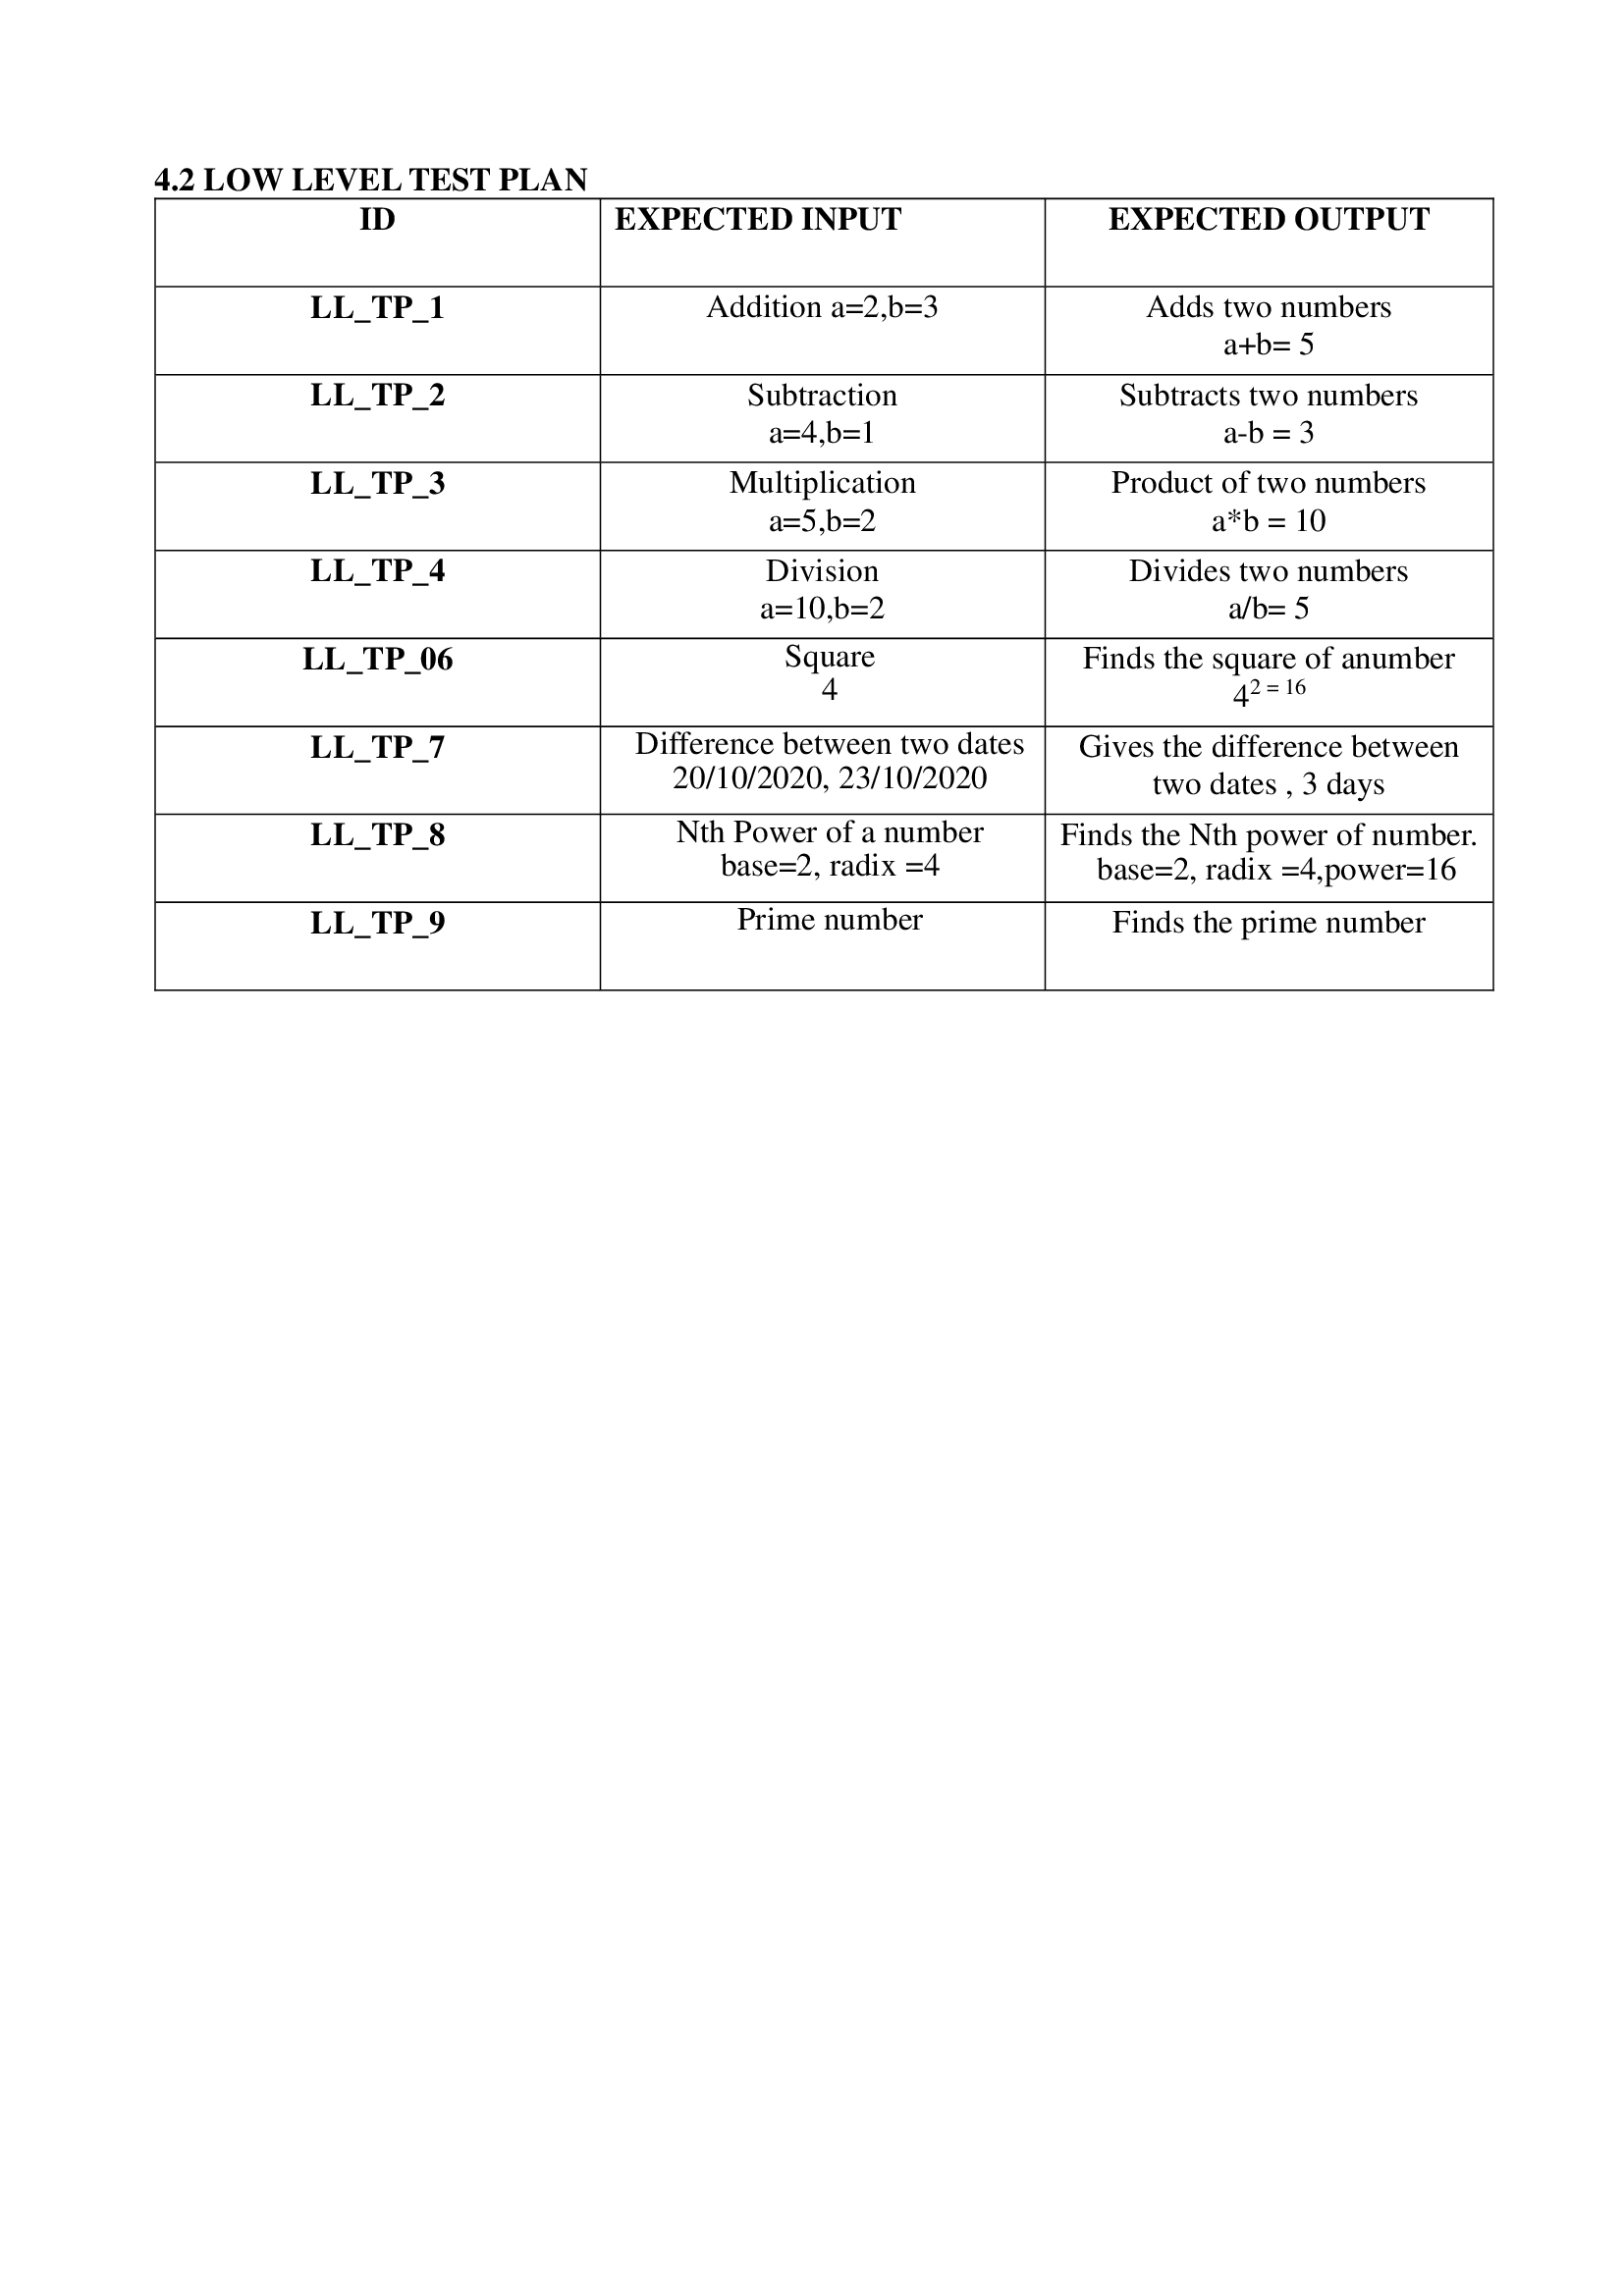 4.2 LOW LEVEL TEST PLAN
ID EXPECTED INPUT EXPECTED OUTPUT
LL_TP_1 Addition a=2,b=3 Adds two numbers
a+b= 5
LL_TP_2 Subtraction Subtracts two numbers
a=4,b=1 a-b = 3
LL_TP_3 Multiplication Product of two numbers
a=5,b=2 a*b = 10
LL_TP_4 Division Divides two numbers
a=10,b=2 a/b= 5
LL_TP_06 Square Finds the square of anumber
4 4² ⁼ ¹⁶
LL_TP_7 Difference between two dates Gives the difference between
20/10/2020, 23/10/2020 two dates , 3 days
LL_TP_8 Nth Power of a number Finds the Nth power of number.
base=2, radix =4 base=2, radix =4,power=16
LL_TP_9 Prime number Finds the prime number